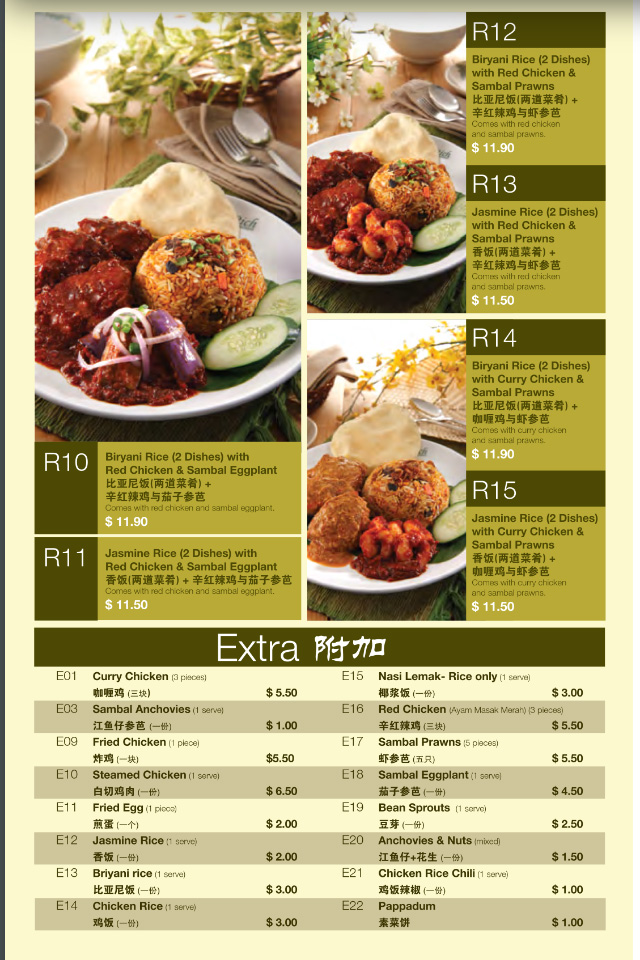 R10
Biryani Rice (2 Dishes) with
Red Chicken & Sambal Eggplant
比亚尼饭(两道菜肴) +
辛红辣鸡与茄子参芭
Comes with red chicken and sambal eggplant.
$ 11.90
R11
Jasmine Rice (2 Dishes) with
Red Chicken & Sambal Eggplant
香饭(两道菜肴) + 辛红辣鸡与茄子参芭
Comes with red chicken and sambal eggplant.
$ 11.50
R12
Biryani Rice (2 Dishes)
with Red Chicken &
Sambal Prawns
比亚尼饭(两道菜肴) +
辛红辣鸡与虾参芭
Comes with red chicken
and sambal prawns.
$ 11.90
R13
Jasmine Rice (2 Dishes)
with Red Chicken &
Sambal Prawns
香饭(两道菜肴) +
辛红辣鸡与虾参芭
Comes with red chicken
and sambal prawns.
$ 11.50
R14
Biryani Rice (2 Dishes)
with Curry Chicken &
Sambal Prawns
比亚尼饭(两道菜肴) +
咖喱鸡与虾参芭
Comes with curry chicken
and sambal prawns.
$ 11.90
R15
Jasmine Rice (2 Dishes)
with Curry Chicken &
Sambal Prawns
香饭(两道菜肴) +
咖喱鸡与虾参芭
Comes with curry chicken
and sambal prawns.
$ 11.50
Extra 附加
E01 Curry Chicken (3 pieces)
咖喱鸡 (三块) $ 5.50
E03 Sambal Anchovies (1 serve)
江鱼仔参芭 (一份) $ 1.00
E09 Fried Chicken (1 piece)
炸鸡 (一块) $5.50
E10 Steamed Chicken (1 serve)
白切鸡肉 (一份) $ 6.50
E11 Fried Egg (1 piece)
煎蛋 (一个) $ 2.00
E12 Jasmine Rice (1 serve)
香饭 (一份) $ 2.00
E13 Briyani rice (1 serve)
比亚尼饭 (一份) $ 3.00
E14 Chicken Rice (1 serve)
鸡饭 (一份) $ 3.00
E15 Nasi Lemak- Rice only (1 serve)
椰浆饭 (一份) $ 3.00
E16 Red Chicken (Ayam Masak Merah) (3 pieces)
辛红辣鸡 (三块) $ 5.50
E17 Sambal Prawns (5 pieces)
虾参芭 (五只) $ 5.50
E18 Sambal Eggplant (1 serve)
茄子参芭 (一份) $ 4.50
E19 Bean Sprouts (1 serve)
豆芽 (一份) $ 2.50
E20 Anchovies & Nuts (mixed)
江鱼仔+花生 (一份) $ 1.50
E21 Chicken Rice Chili (1 serve)
鸡饭辣椒 (一份) $ 1.00
E22 Pappadum
素菜饼 $ 1.00